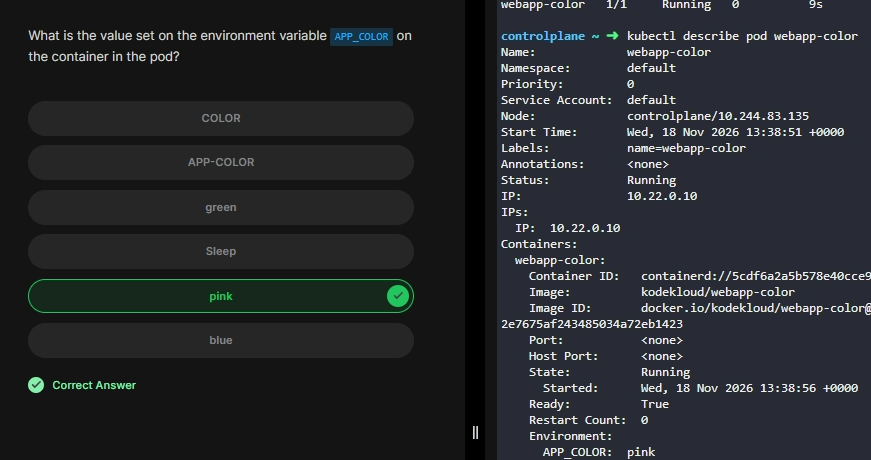 What is the value set on the environment variable APP_COLOR on
the container in the pod?
COLOR
APP-COLOR
green
Sleep
pink
blue
Correct Answer
webapp-color   1/1     Running   0          9s
controlplane ~ ➜  kubectl describe pod webapp-color
Name:             webapp-color
Namespace:        default
Priority:         0
Service Account:  default
Node:             controlplane/10.244.83.135
Start Time:       Wed, 18 Nov 2026 13:38:51 +0000
Labels:           name=webapp-color
Annotations:      <none>
Status:           Running
IP:               10.22.0.10
IPs:
  IP:  10.22.0.10
Containers:
  webapp-color:
    Container ID:   containerd://5cdf6a2a5b578e40cce9
    Image:          kodekloud/webapp-color
    Image ID:       docker.io/kodekloud/webapp-color@
2e7675af243485034a72eb1423
    Port:           <none>
    Host Port:      <none>
    State:          Running
      Started:      Wed, 18 Nov 2026 13:38:56 +0000
    Ready:          True
    Restart Count:  0
    Environment:
      APP_COLOR:  pink